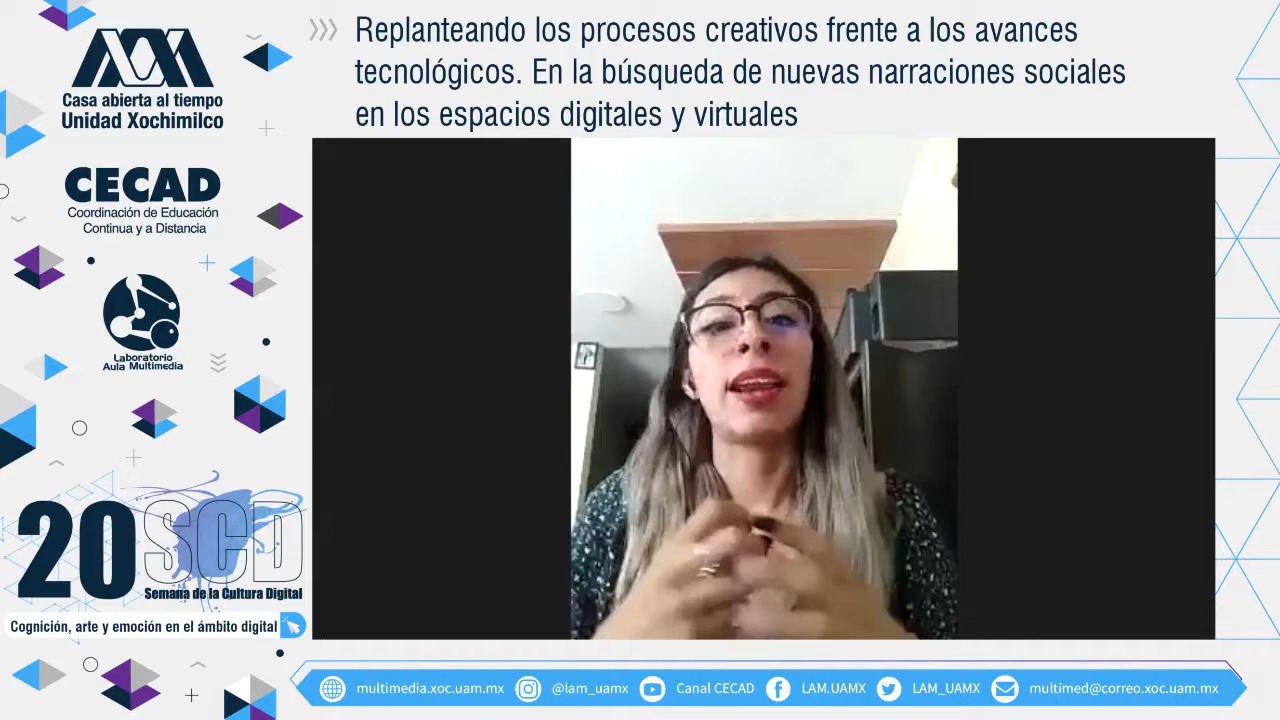 Replanteando los procesos creativos frente a los avances
tecnológicos. En la búsqueda de nuevas narraciones sociales
en los espacios digitales y virtuales
Casa abierta al tiempo
Unidad Xochimilco
CECAD
Coordinación de Educación
Continua y a Distancia
Laboratorio
Aula Multimedia
20 SCD
Semana de la Cultura Digital
Cognición, arte y emoción en el ámbito digital
multimedia.xoc.uam.mx @lam_uamx Canal CECAD LAM.UAMX LAM_UAMX multimed@correo.xoc.uam.mx